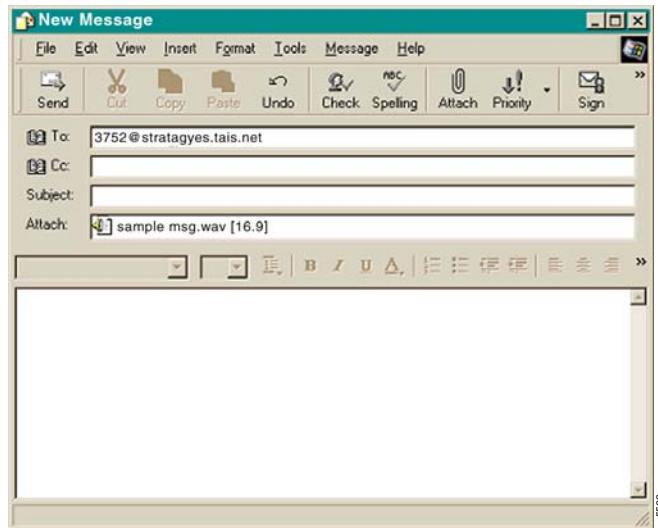 New Message
File Edit View Insert Format Tools Message Help
Send Cut Copy Paste Undo Check Spelling Attach Priority Sign
To: 3752@stratagyes.tais.net
Cc:
Subject:
Attach: sample msg.wav [16.9]
B I U A